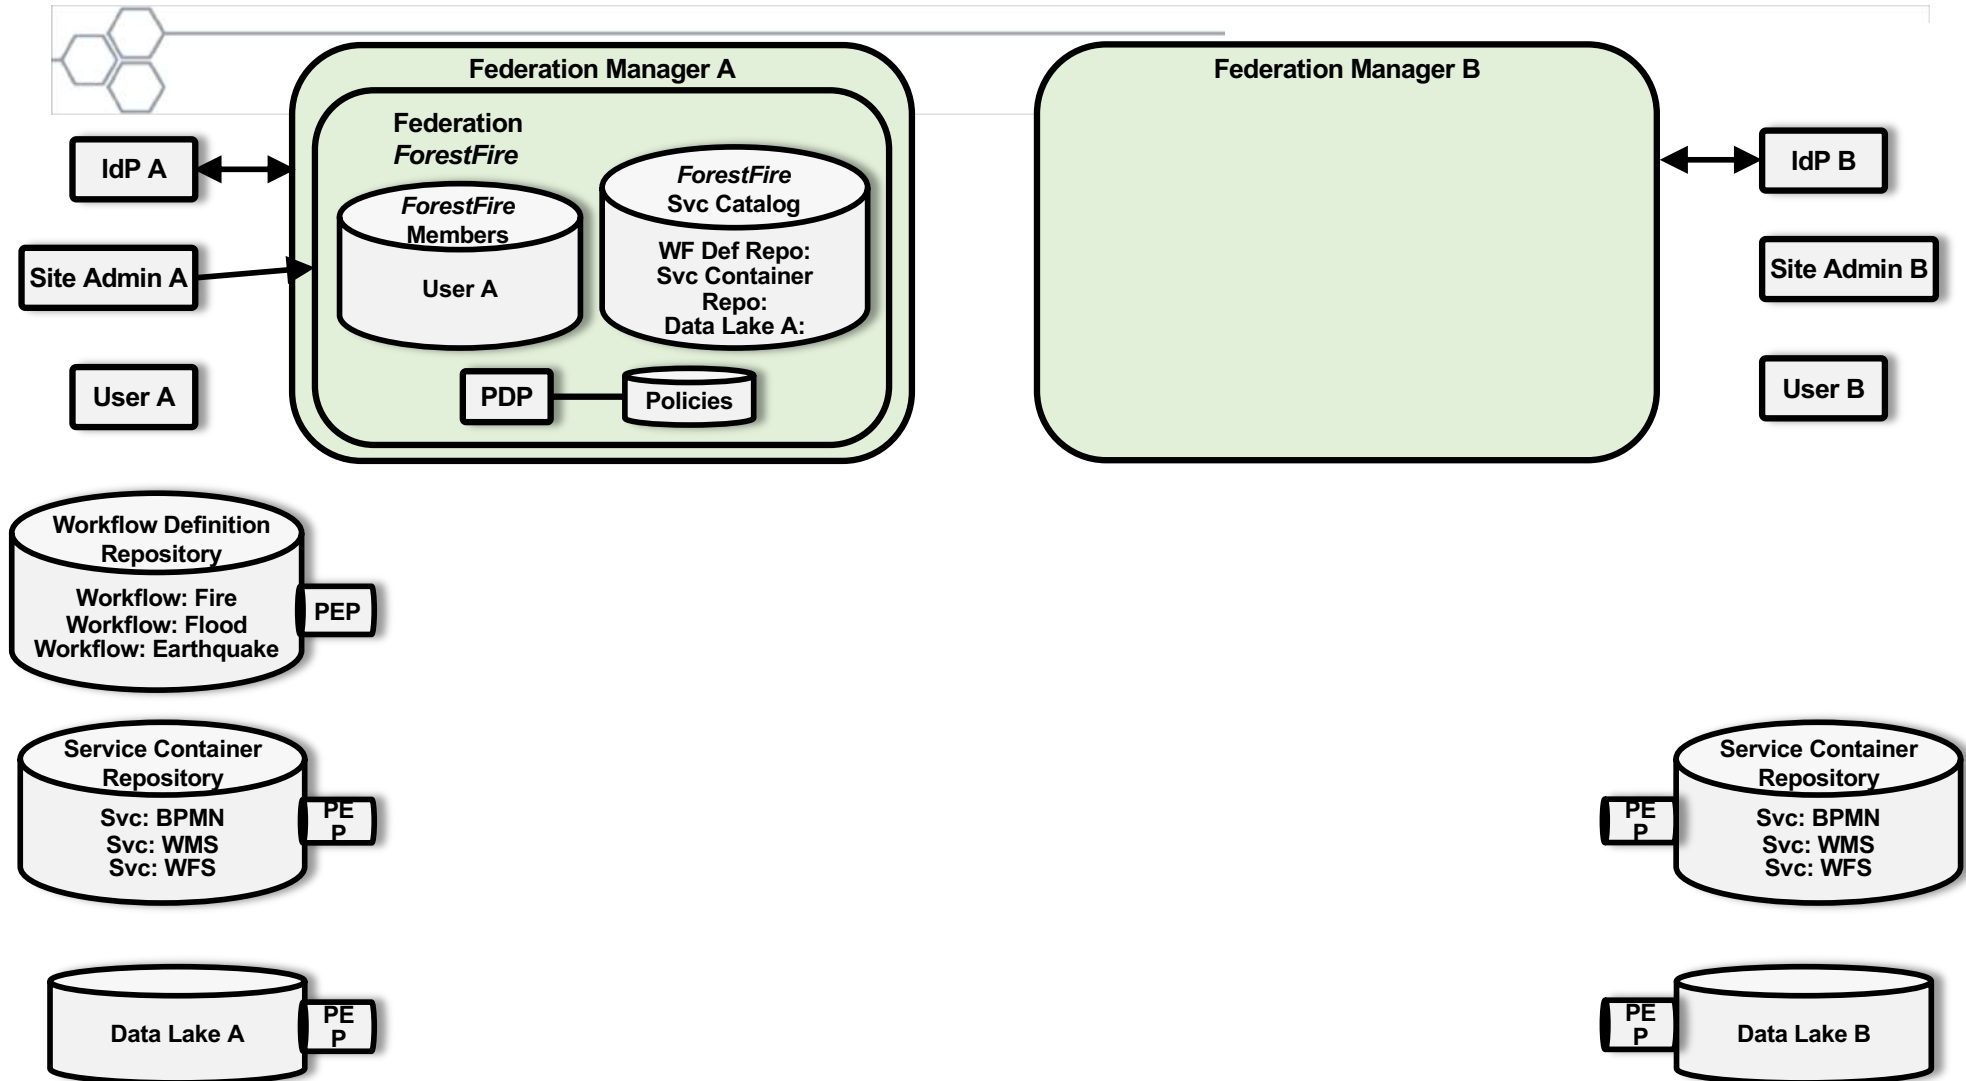 Federation Manager A
Federation Manager B
Federation
ForestFire
IdP A
ForestFire
Svc Catalog
IdP B
ForestFire
Members
WF Def Repo:
Svc Container
Repo:
Data Lake A:
Site Admin A
User A
Site Admin B
User A
PDP
Policies
User B
Workflow Definition
Repository
Workflow: Fire
Workflow: Flood
Workflow: Earthquake
PEP
Service Container
Repository
Svc: BPMN
Svc: WMS
Svc: WFS
PE
P
PE
P
Service Container
Repository
Svc: BPMN
Svc: WMS
Svc: WFS
Data Lake A
PE
P
PE
P
Data Lake B